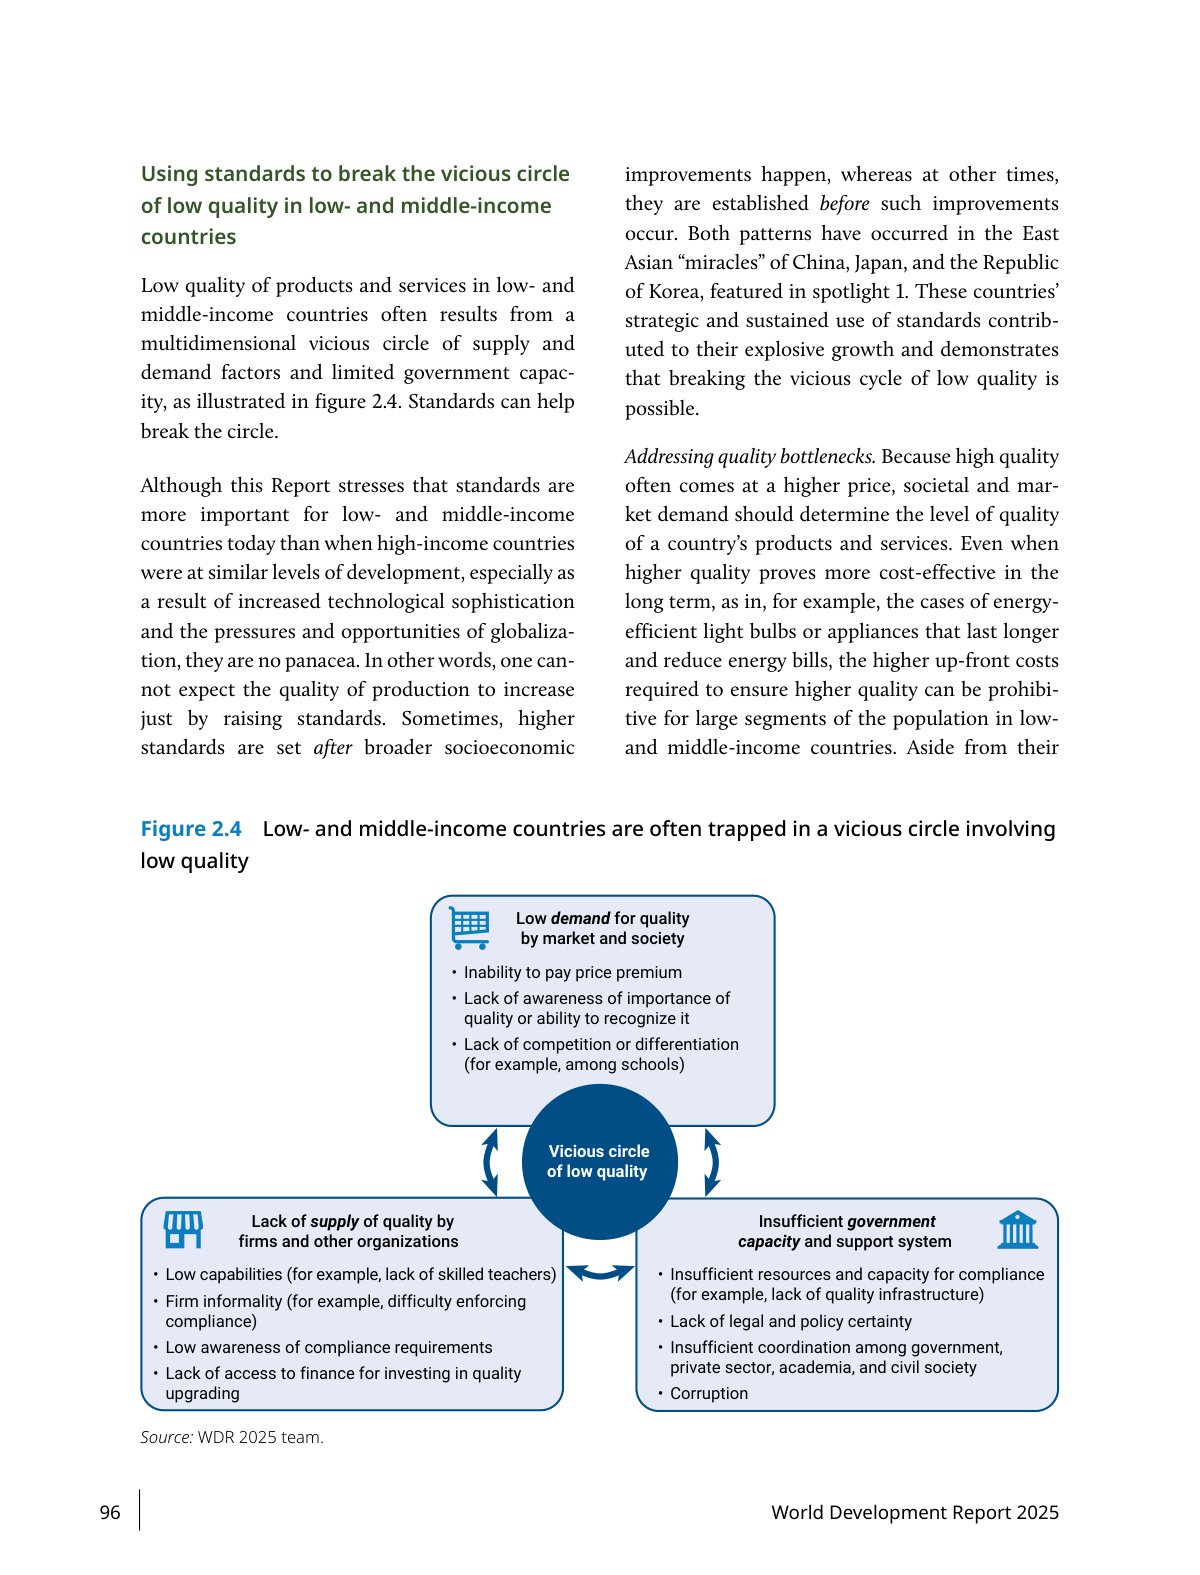 Using standards to break the vicious circle
of low quality in low- and middle-income
countries
Low quality of products and services in low- and
middle-income countries often results from a
multidimensional vicious circle of supply and
demand factors and limited government capac-
ity, as illustrated in figure 2.4. Standards can help
break the circle.
Although this Report stresses that standards are
more important for low- and middle-income
countries today than when high-income countries
were at similar levels of development, especially as
a result of increased technological sophistication
and the pressures and opportunities of globaliza-
tion, they are no panacea. In other words, one can-
not expect the quality of production to increase
just by raising standards. Sometimes, higher
standards are set after broader socioeconomic
improvements happen, whereas at other times,
they are established before such improvements
occur. Both patterns have occurred in the East
Asian “miracles” of China, Japan, and the Republic
of Korea, featured in spotlight 1. These countries’
strategic and sustained use of standards contrib-
uted to their explosive growth and demonstrates
that breaking the vicious cycle of low quality is
possible.
Addressing quality bottlenecks. Because high quality
often comes at a higher price, societal and mar-
ket demand should determine the level of quality
of a country’s products and services. Even when
higher quality proves more cost-effective in the
long term, as in, for example, the cases of energy-
efficient light bulbs or appliances that last longer
and reduce energy bills, the higher up-front costs
required to ensure higher quality can be prohibi-
tive for large segments of the population in low-
and middle-income countries. Aside from their
Figure 2.4 Low- and middle-income countries are often trapped in a vicious circle involving
low quality
Low demand for quality
by market and society
• Inability to pay price premium
• Lack of awareness of importance of
quality or ability to recognize it
• Lack of competition or differentiation
(for example, among schools)
Vicious circle
of low quality
Lack of supply of quality by
firms and other organizations
• Low capabilities (for example, lack of skilled teachers)
• Firm informality (for example, difficulty enforcing
compliance)
• Low awareness of compliance requirements
• Lack of access to finance for investing in quality
upgrading
Insufficient government
capacity and support system
• Insufficient resources and capacity for compliance
(for example, lack of quality infrastructure)
• Lack of legal and policy certainty
• Insufficient coordination among government,
private sector, academia, and civil society
• Corruption
Source: WDR 2025 team.
96
World Development Report 2025